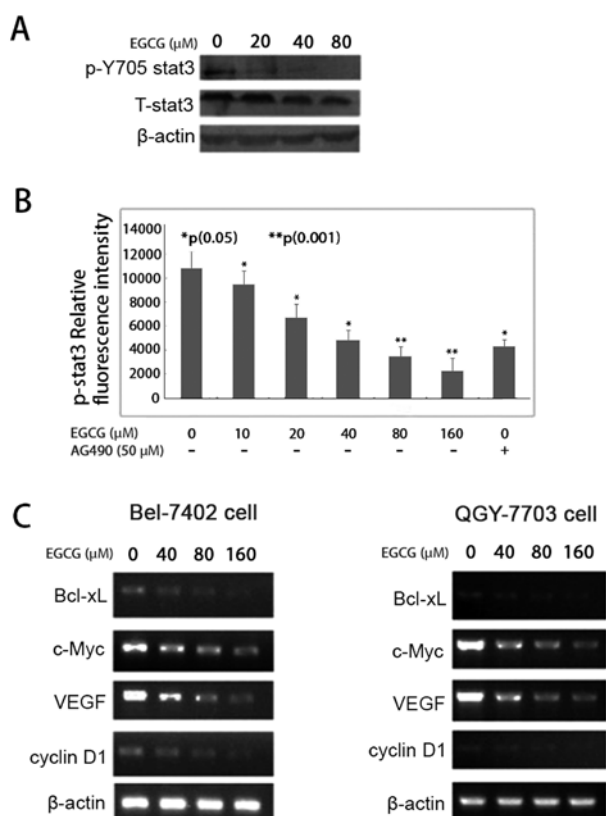 A
EGCG (μM) 0 20 40 80
p-Y705 stat3
T-stat3
β-actin
B
p-stat3 Relative
fluorescence intensity
14000
12000
10000
8000
6000
4000
2000
0
*p(0.05) **p(0.001)
* * * ** ** *
EGCG (μM) 0 10 20 40 80 160 0
AG490 (50 μM) – – – – – – +
C
Bel-7402 cell
EGCG (μM) 0 40 80 160
Bcl-xL
c-Myc
VEGF
cyclin D1
β-actin
QGY-7703 cell
EGCG (μM) 0 40 80 160
Bcl-xL
c-Myc
VEGF
cyclin D1
β-actin